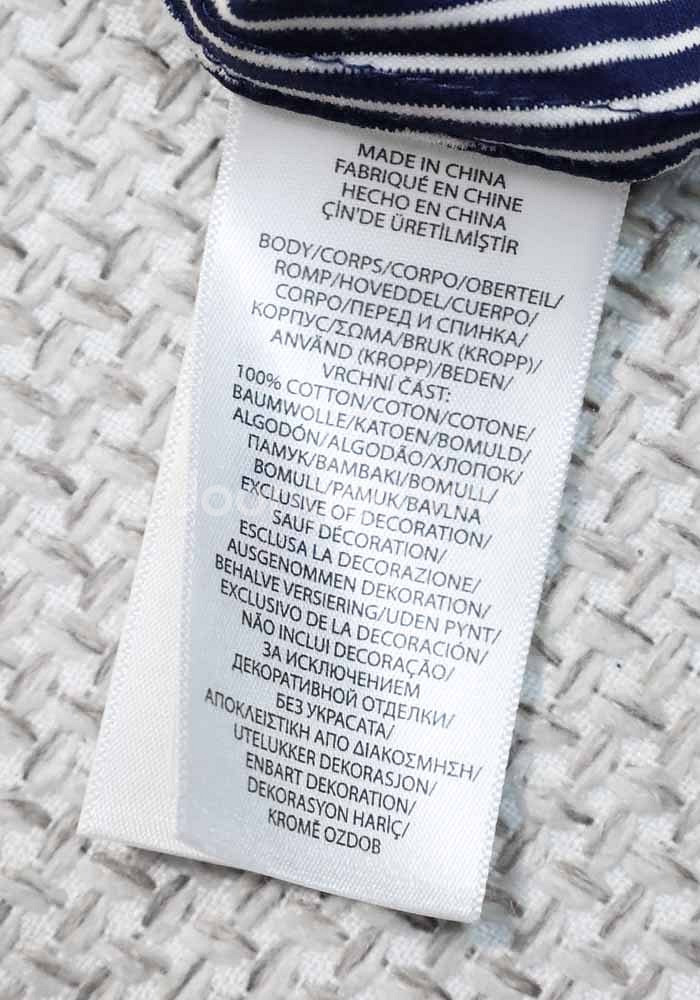 MADE IN CHINA
FABRIQUÉ EN CHINE
HECHO EN CHINA
ÇİN'DE ÜRETİLMİŞTİR
BODY/CORPS/CORPO/OBERTEIL/
ROMP/HOVEDDEL/CUERPO/
CORPO/ПЕРЕД И СПИНКА/
КОРПУС/ΣΩΜΑ/BRUK (KROPP)/
ANVÄND (KROPP)/BEDEN/
VRCHNÍ ČÁST:
100% COTTON/COTON/COTONE/
BAUMWOLLE/KATOEN/BOMULD/
ALGODÓN/ALGODÃO/ХЛОПОК/
ПАМУК/BAMBAKI/BOMULL/
BOMULL/PAMUK/BAVLNA
EXCLUSIVE OF DECORATION/
SAUF DÉCORATION/
ESCLUSA LA DECORAZIONE/
AUSGENOMMEN DEKORATION/
BEHALVE VERSIERING/UDEN PYNT/
EXCLUSIVO DE LA DECORACIÓN/
NÃO INCLUI DECORAÇÃO/
ЗА ИСКЛЮЧЕНИЕМ
ДЕКОРАТИВНОЙ ОТДЕЛКИ/
БЕЗ УКРАСАТА/
ΑΠΟΚΛΕΙΣΤΙΚΗ ΑΠΟ ΔΙΑΚΟΣΜΗΣΗ/
UTELUKKER DEKORASJON/
ENBART DEKORATION/
DEKORASYON HARİÇ/
KROMĚ OZDOB